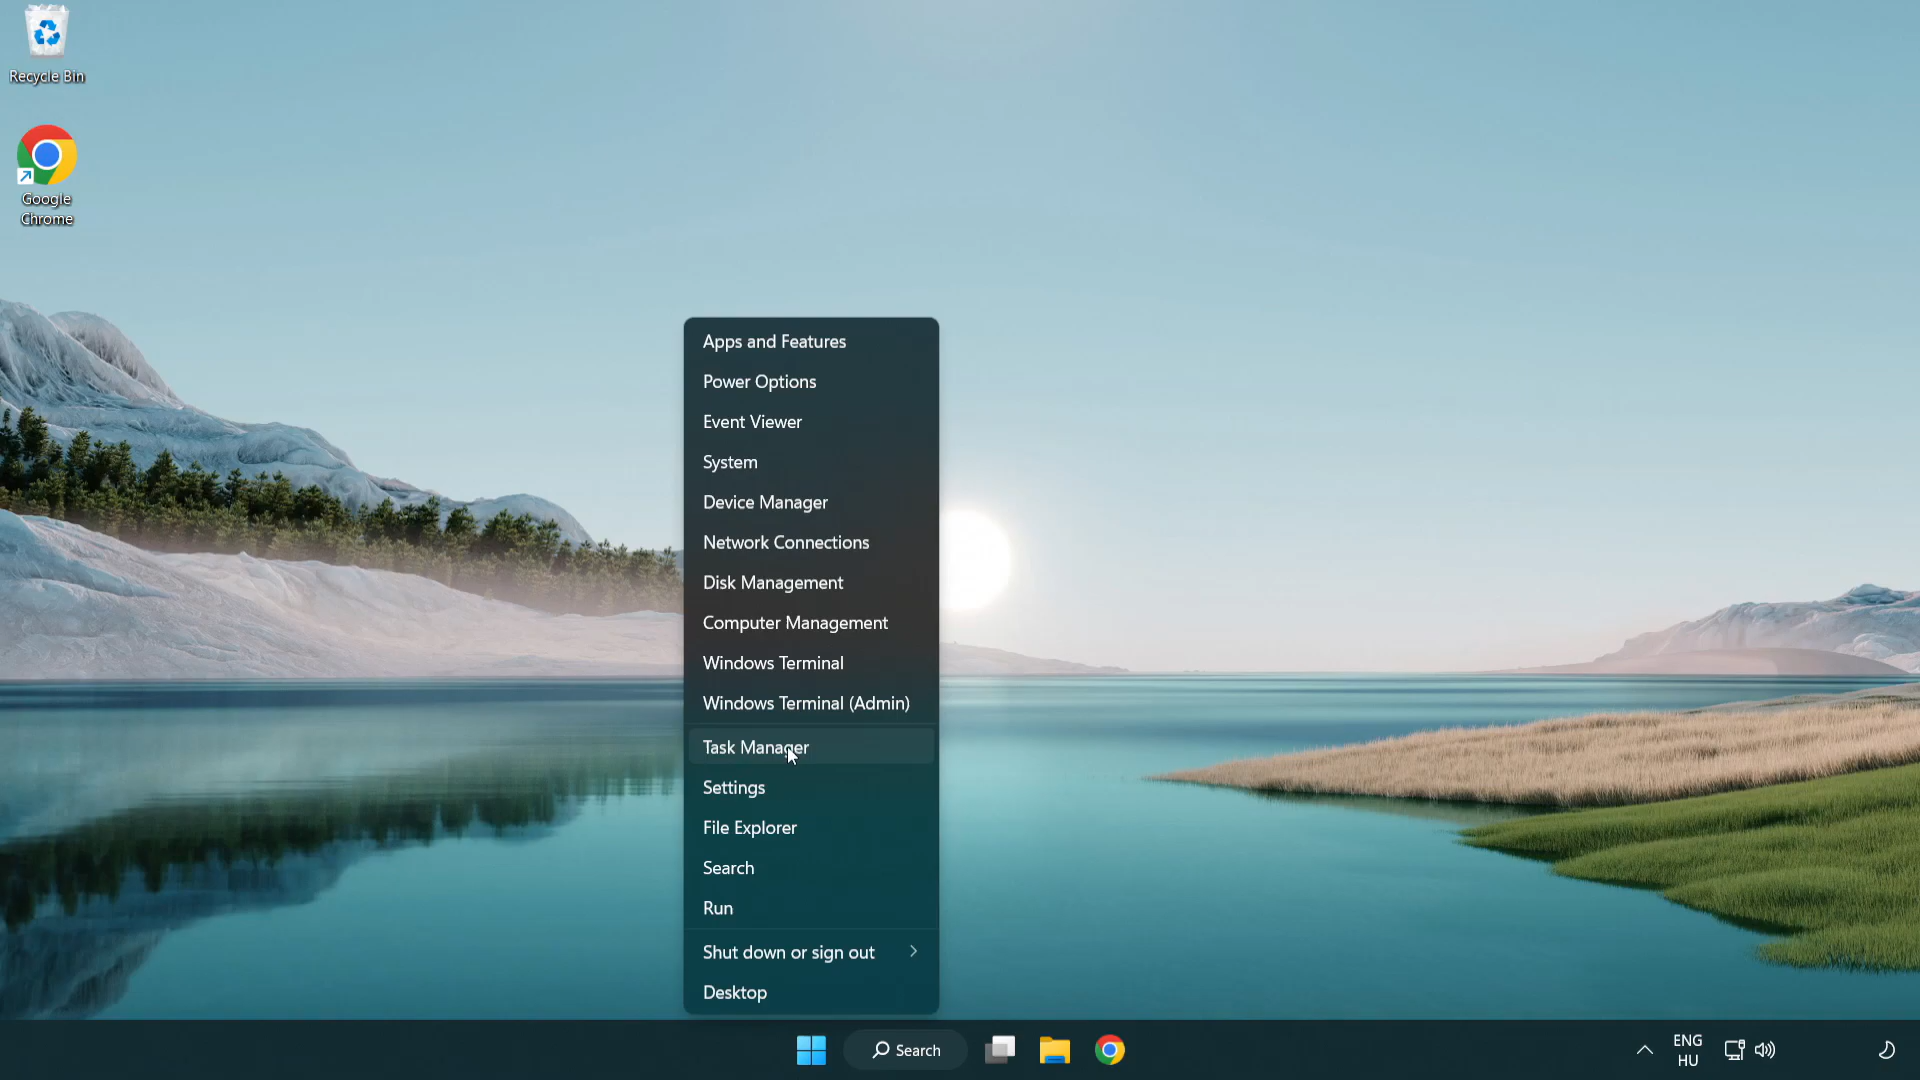 Recycle Bin
Google
Chrome
Apps and Features
Power Options
Event Viewer
System
Device Manager
Network Connections
Disk Management
Computer Management
Windows Terminal
Windows Terminal (Admin)
Task Manager
Settings
File Explorer
Search
Run
Shut down or sign out
Desktop
Search
ENG
HU